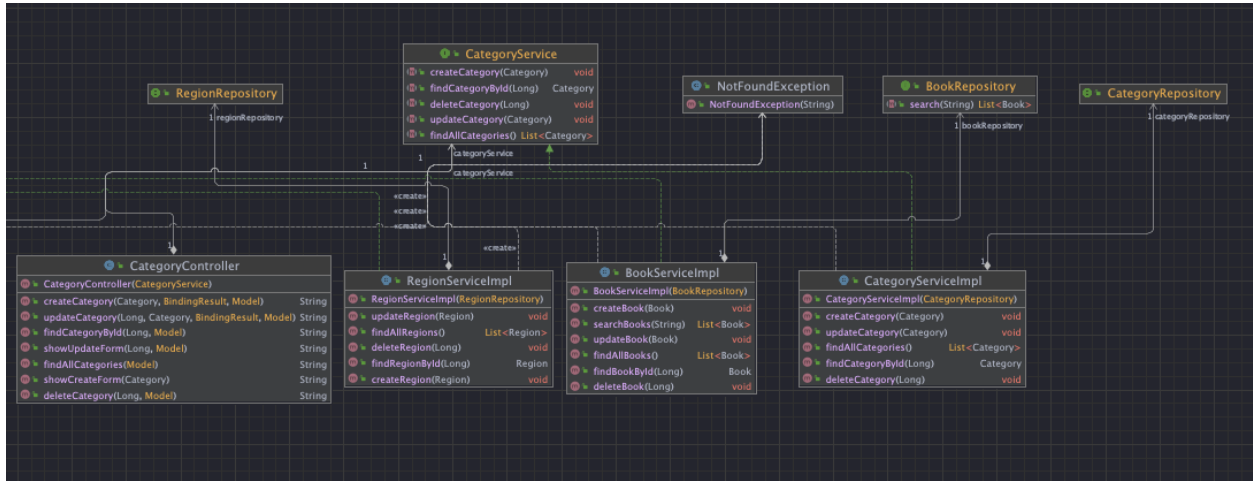 CategoryService
createCategory(Category) void
findCategoryById(Long) Category
deleteCategory(Long) void
updateCategory(Category) void
findAllCategories() List<Category>
RegionRepository
NotFoundException
NotFoundException(String)
BookRepository
search(String) List<Book>
CategoryRepository
1 regionRepository
1 bookRepository
1 categoryRepository
1
categoryService
1
categoryService
«create»
«create»
«create»
«create»
1
1
1
1
CategoryController
CategoryController(CategoryService)
createCategory(Category, BindingResult, Model) String
updateCategory(Long, Category, BindingResult, Model) String
findCategoryById(Long, Model) String
showUpdateForm(Long, Model) String
findAllCategories(Model) String
showCreateForm(Category) String
deleteCategory(Long, Model) String
RegionServiceImpl
RegionServiceImpl(RegionRepository)
updateRegion(Region) void
findAllRegions() List<Region>
deleteRegion(Long) void
findRegionById(Long) Region
createRegion(Region) void
BookServiceImpl
BookServiceImpl(BookRepository)
createBook(Book) void
searchBooks(String) List<Book>
updateBook(Book) void
findAllBooks() List<Book>
findBookById(Long) Book
deleteBook(Long) void
CategoryServiceImpl
CategoryServiceImpl(CategoryRepository)
createCategory(Category) void
updateCategory(Category) void
findAllCategories() List<Category>
findCategoryById(Long) Category
deleteCategory(Long) void